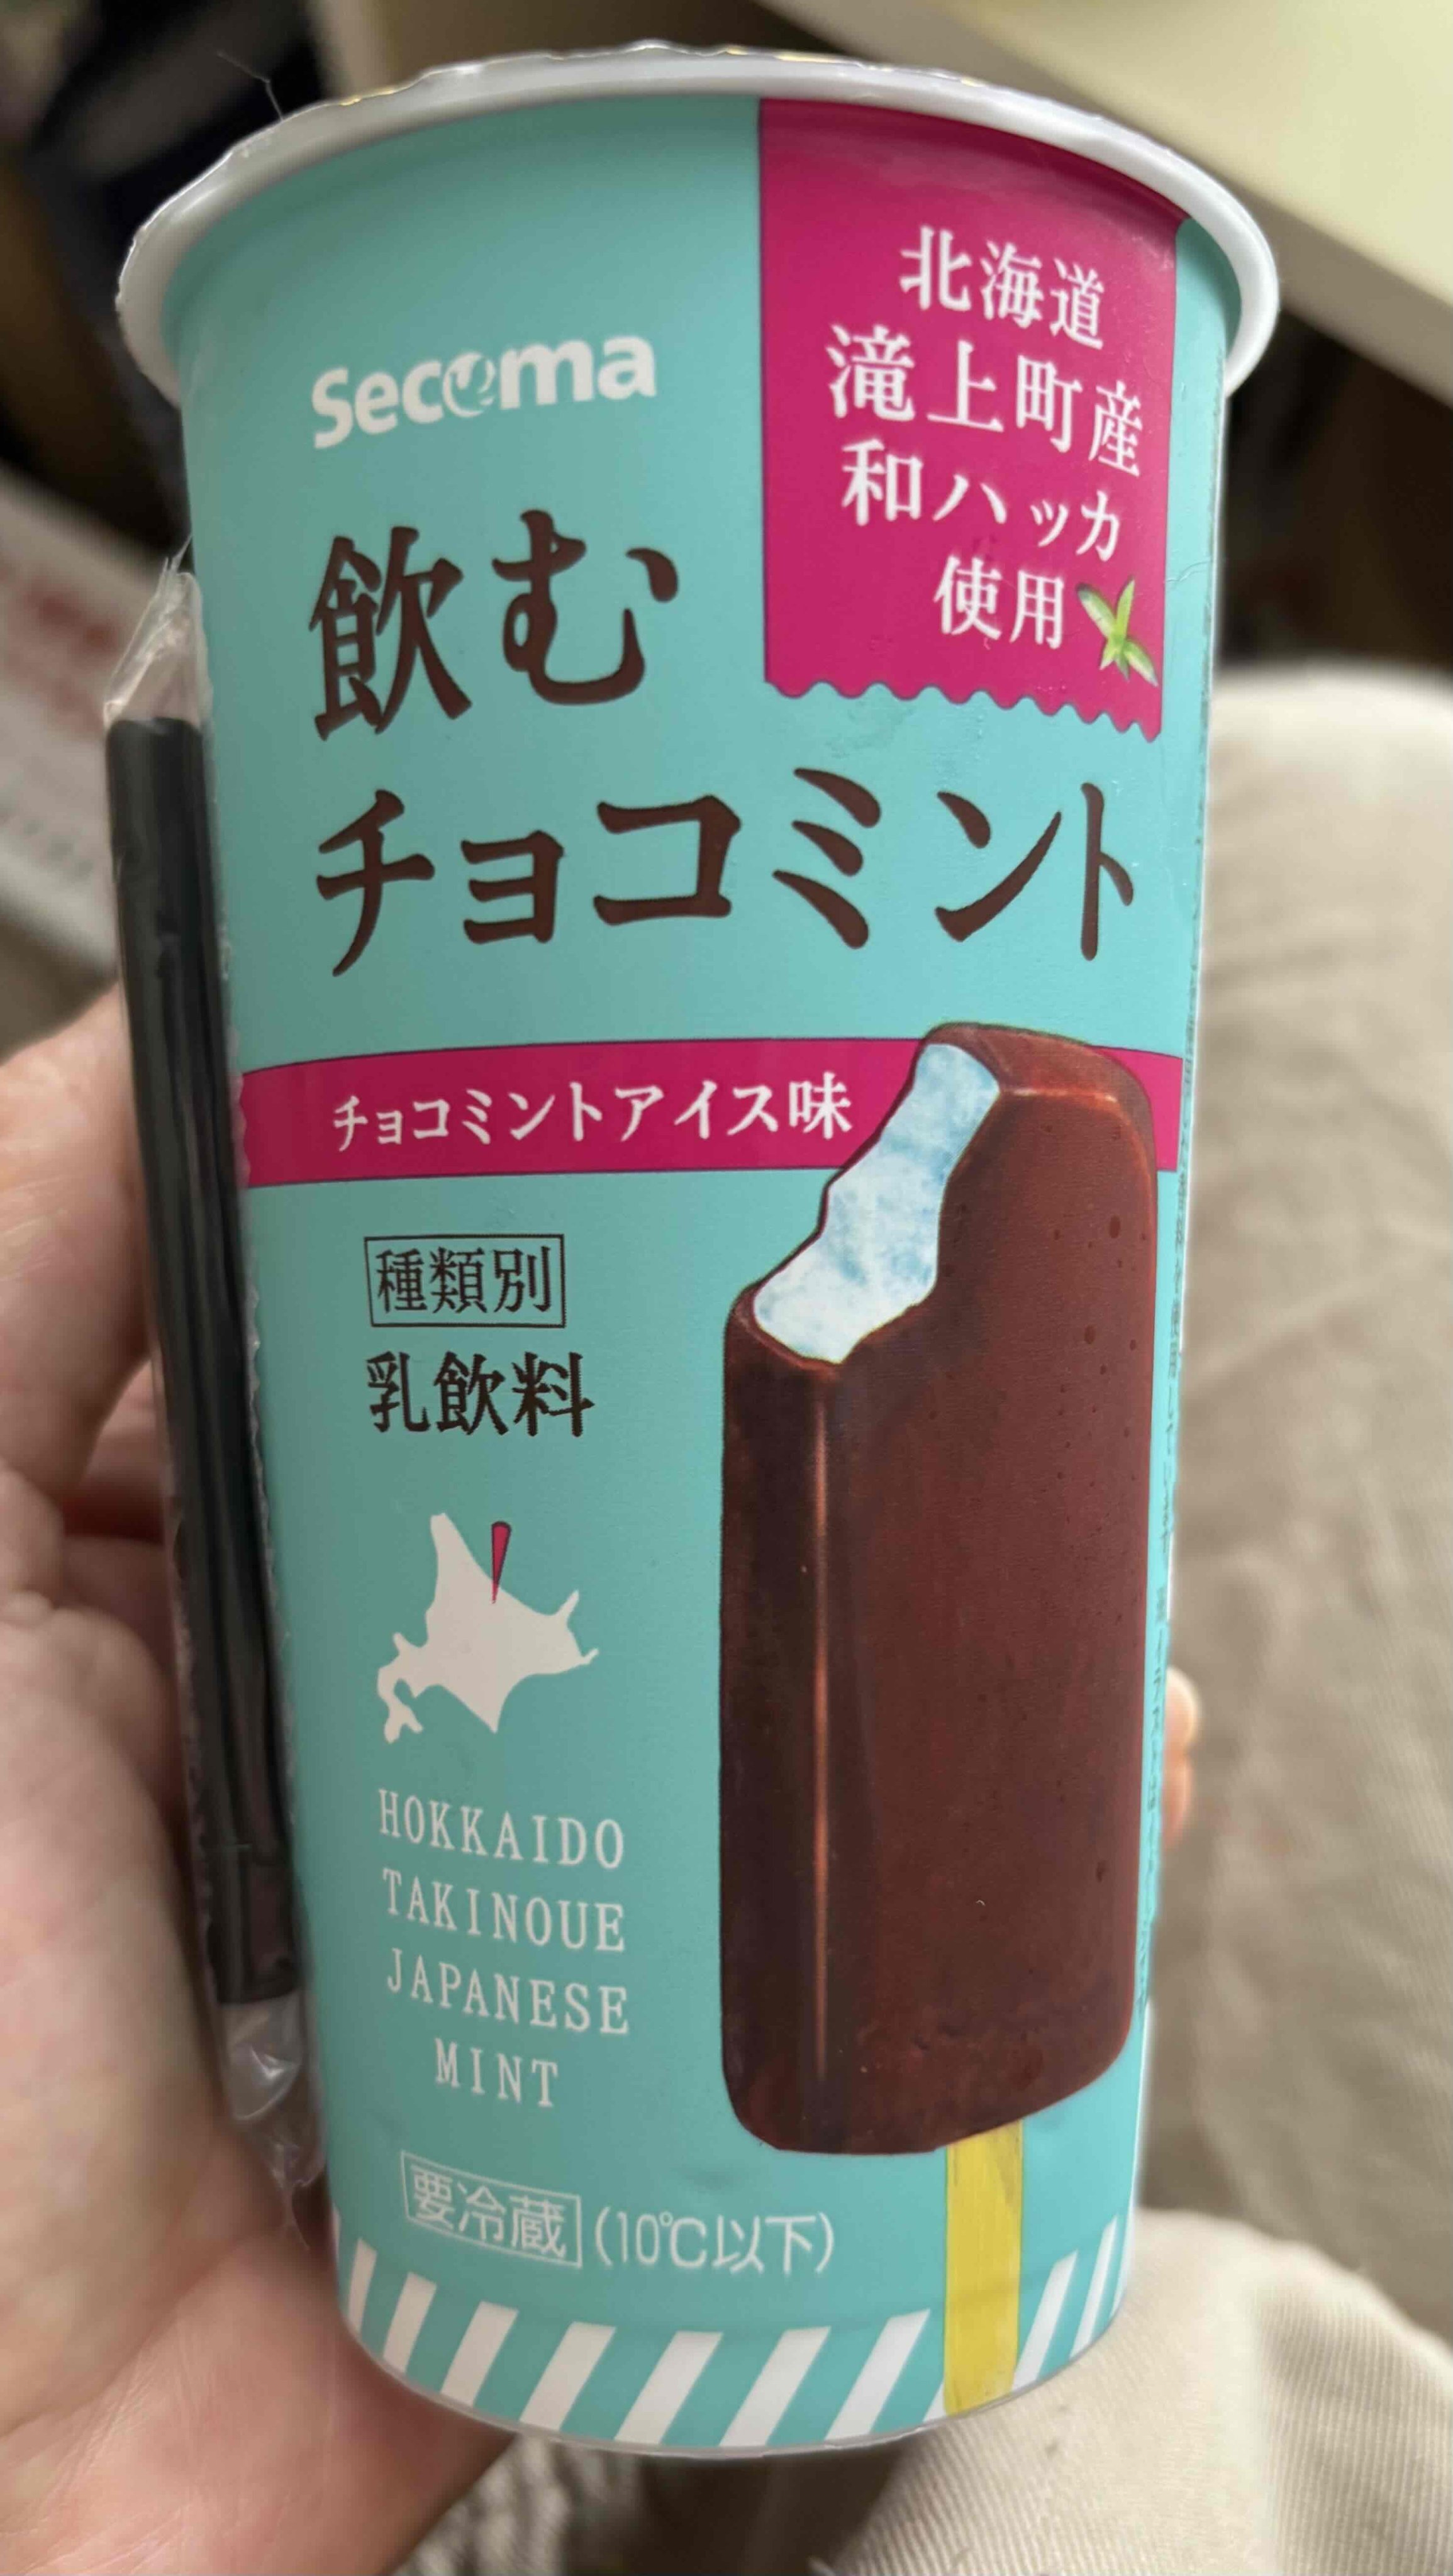 Secoma
北海道
滝上町産
和ハッカ
使用
飲む
チョコミント
チョコミントアイス味
種類別
乳飲料
HOKKAIDO
TAKINOUE
JAPANESE
MINT
要冷蔵 (10℃以下)